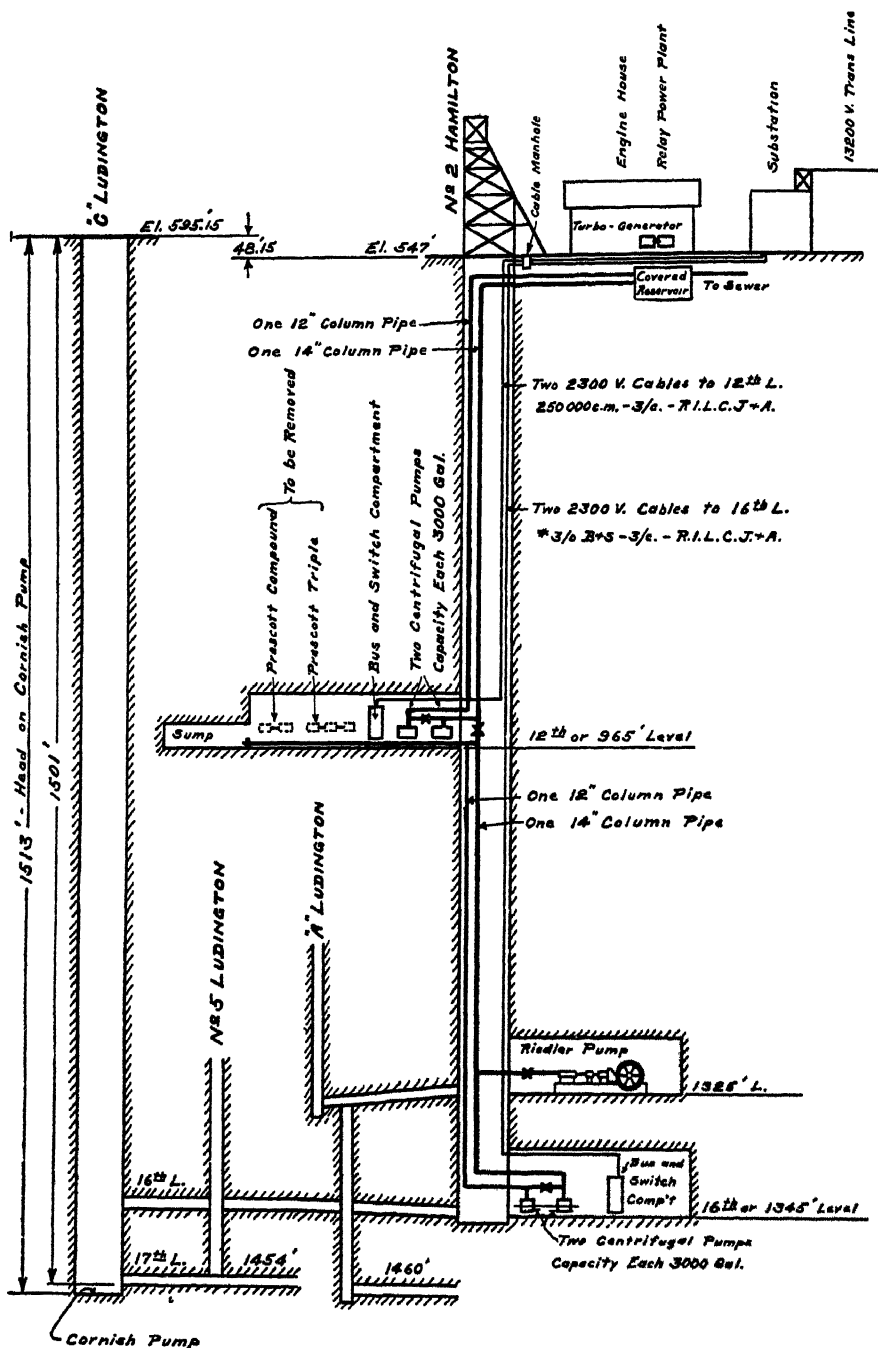 "C" LUDINGTON
El. 595.15'
48.15'
El. 547'
Nº 2 HAMILTON
Cable Manhole
Engine House
Relay Power Plant
Turbo-Generator
Substation
13200 V. Trans Line
Covered
Reservoir
To Sewer
One 12" Column Pipe
One 14" Column Pipe
Two 2300 V. Cables to 12th L.
250000c.m.-3/c.-R.I.L.C.J+A.
Two 2300 V. Cables to 16th L.
#3/0 B+S-3/c.-R.I.L.C.J.+A.
To be Removed
Prescott Compound
Prescott Triple
Bus and Switch Compartment
Two Centrifugal Pumps
Capacity Each 3000 Gal.
Sump
12th or 965' Level
1513' - Head on Cornish Pump
1501'
One 12" Column Pipe
One 14" Column Pipe
Nº 5 LUDINGTON
"A" LUDINGTON
Riedler Pump
1325' L.
16th L.
Bus and
Switch
Comp't
16th or 1345' Level
17th L.
1454'
1460'
Two Centrifugal Pumps
Capacity Each 3000 Gal.
Cornish Pump